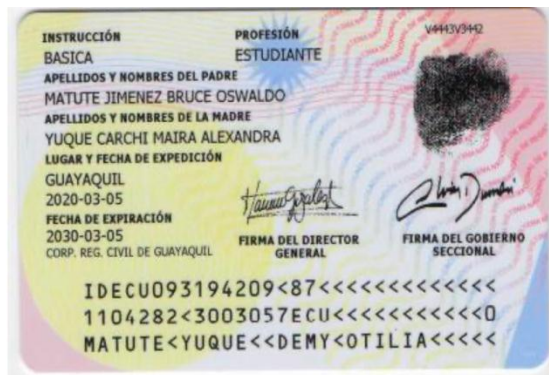 INSTRUCCIÓN PROFESIÓN V4443V3442
BASICA ESTUDIANTE
APELLIDOS Y NOMBRES DEL PADRE
MATUTE JIMENEZ BRUCE OSWALDO
APELLIDOS Y NOMBRES DE LA MADRE
YUQUE CARCHI MAIRA ALEXANDRA
LUGAR Y FECHA DE EXPEDICIÓN
GUAYAQUIL
2020-03-05
FECHA DE EXPIRACIÓN
2030-03-05
CORP. REG. CIVIL DE GUAYAQUIL
FIRMA DEL DIRECTOR GENERAL
FIRMA DEL GOBIERNO SECCIONAL
IDECU093194209<87<<<<<<<<<<<<<
1104282<3003057ECU<<<<<<<<<<<0
MATUTE<YUQUE<<DEMY<OTILIA<<<<<